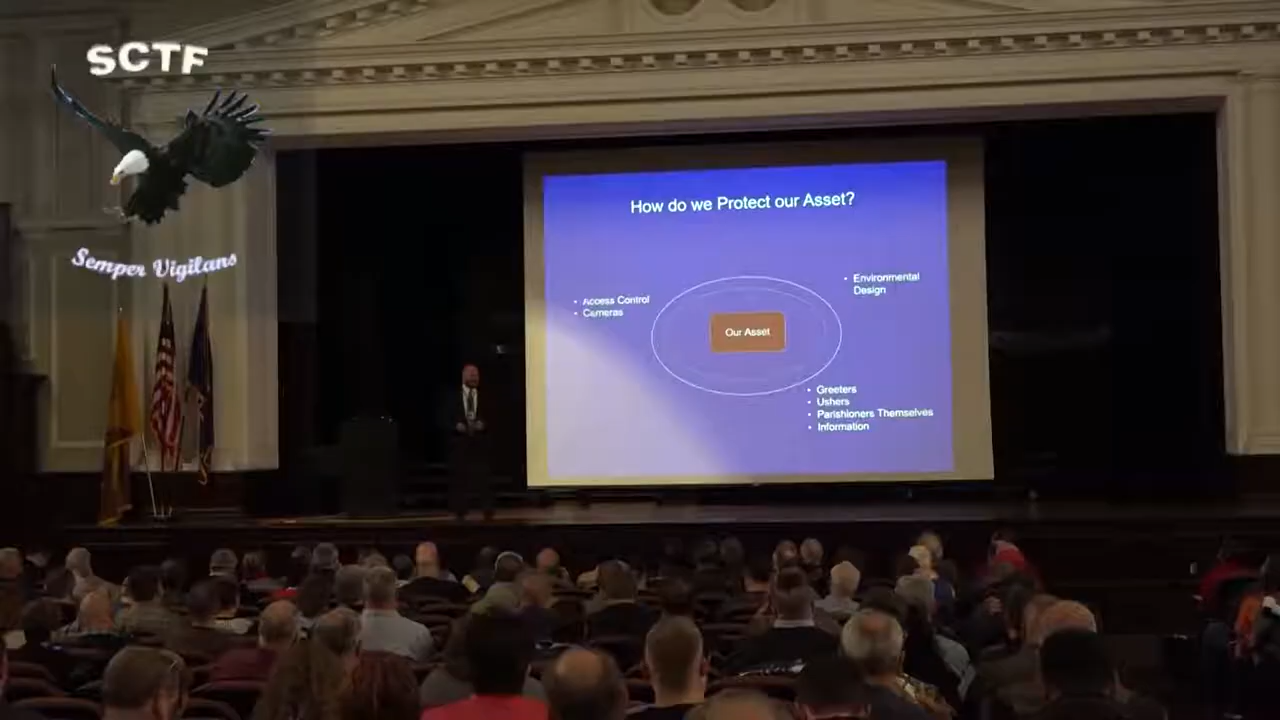 SCTF
Semper Vigilans
How do we Protect our Asset?
• Access Control
• Cameras
Our Asset
• Environmental
Design
• Greeters
• Ushers
• Parishioners Themselves
• Information